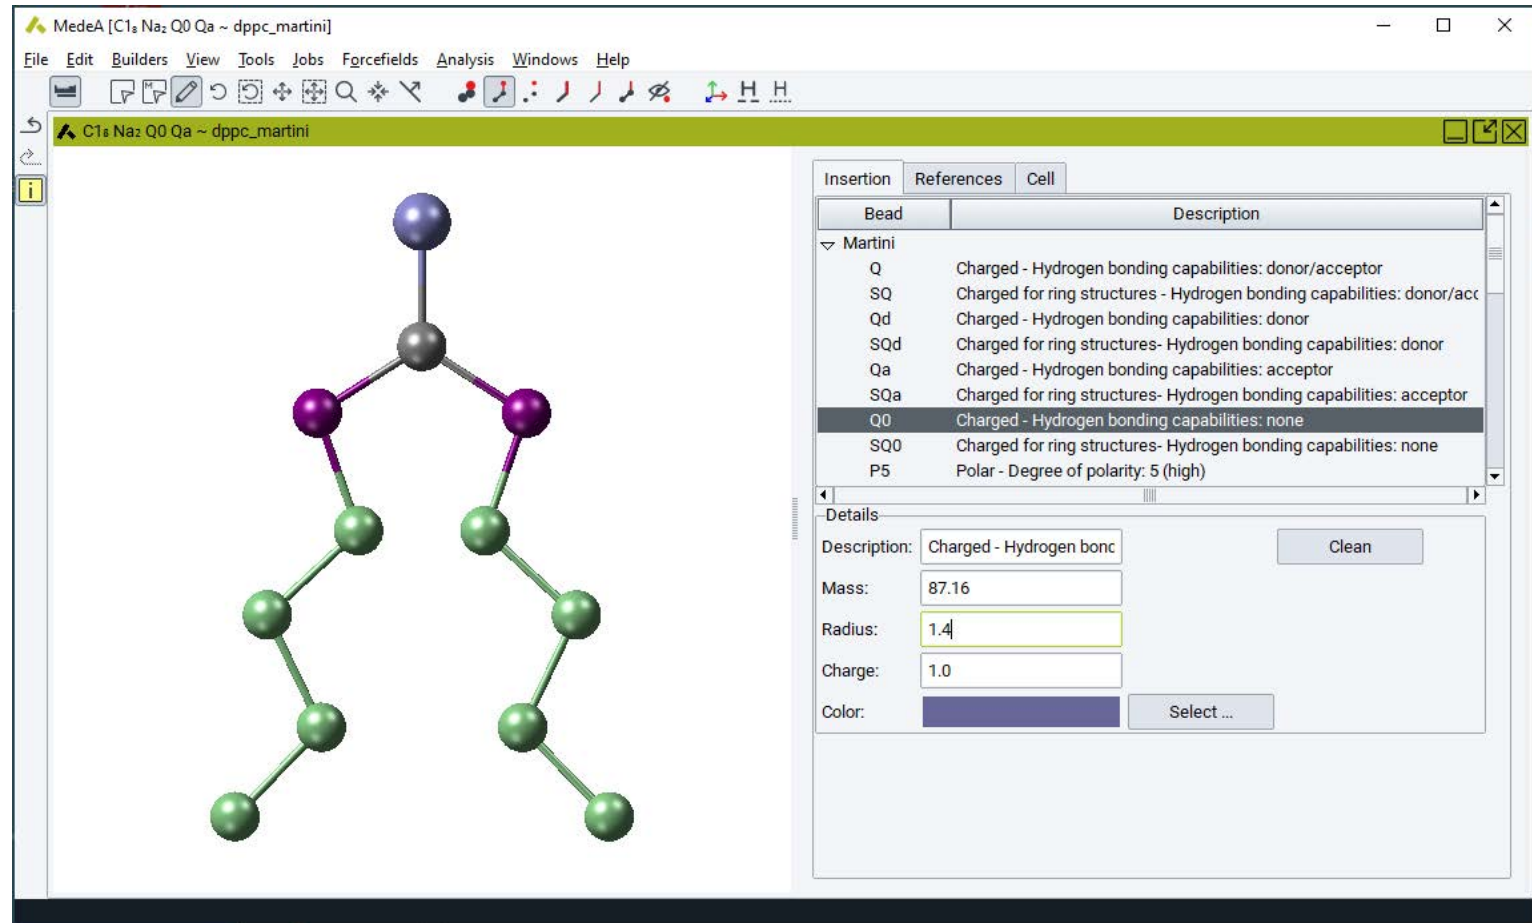 MedeA [C1₈ Na₂ Q0 Qa ~ dppc_martini]
File Edit Builders View Tools Jobs Forcefields Analysis Windows Help
M H H
C1₈ Na₂ Q0 Qa ~ dppc_martini
i
Insertion References Cell
Bead Description
Martini
Q Charged - Hydrogen bonding capabilities: donor/acceptor
SQ Charged for ring structures - Hydrogen bonding capabilities: donor/acc
Qd Charged - Hydrogen bonding capabilities: donor
SQd Charged for ring structures- Hydrogen bonding capabilities: donor
Qa Charged - Hydrogen bonding capabilities: acceptor
SQa Charged for ring structures- Hydrogen bonding capabilities: acceptor
Q0 Charged - Hydrogen bonding capabilities: none
SQ0 Charged for ring structures- Hydrogen bonding capabilities: none
P5 Polar - Degree of polarity: 5 (high)
Details
Description: Charged - Hydrogen bonc Clean
Mass: 87.16
Radius: 1.4
Charge: 1.0
Color: Select ...